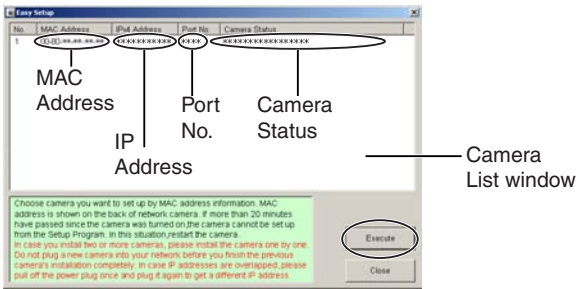 Easy Setup
No. MAC Address IPv4 Address Port No. Camera Status
1 00-80-**-**-**-** *********** **** *****************
MAC
Address
IP
Address
Port
No.
Camera
Status
Camera
List window
Choose camera you want to set up by MAC address information. MAC
address is shown on the back of network camera. If more than 20 minutes
have passed since the camera was turned on,the camera cannot be set up
from the Setup Program. In this situation,restart the camera.
In case you install two or more cameras, please install the camera one by one.
Do not plug a new camera into your network before you finish the previous
camera's installation completely. In case IP addresses are overlapped, please
pull off the power plug once and plug it again to get a different IP address.
Execute
Close